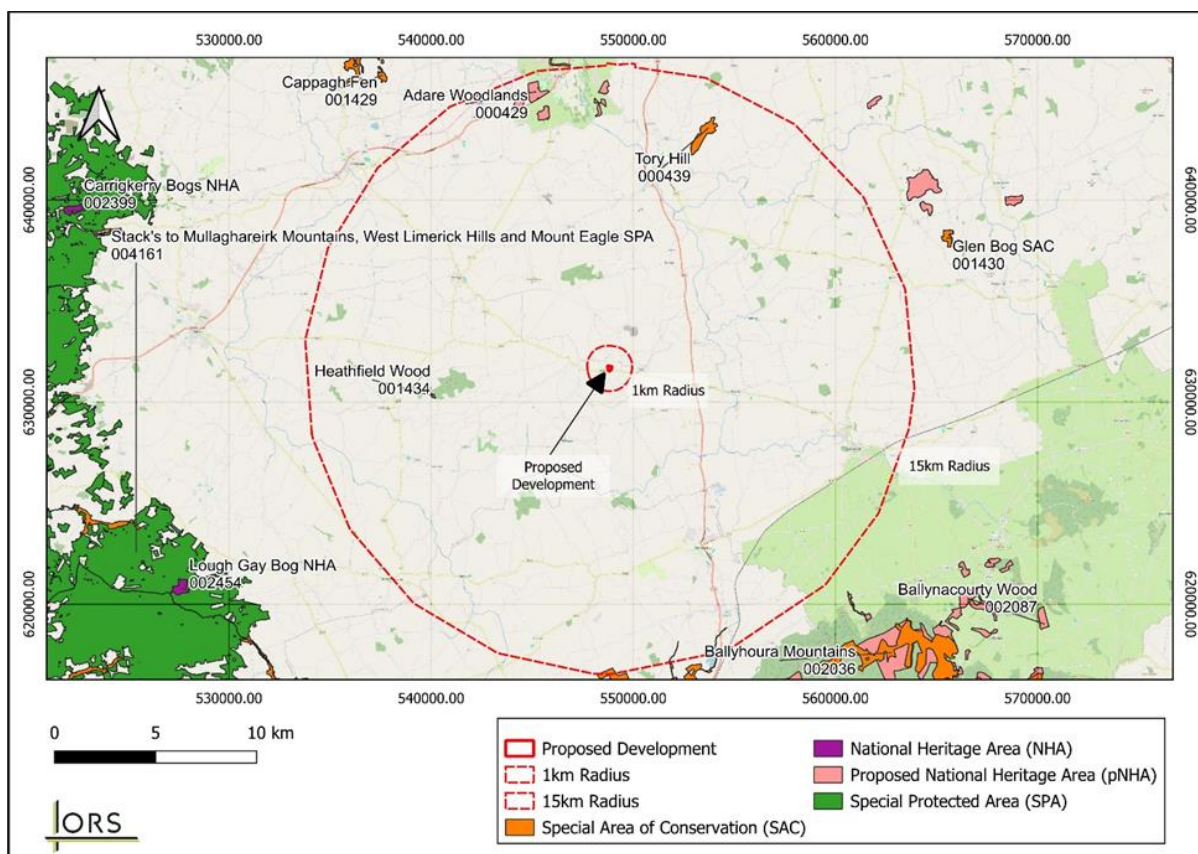 530000.00 540000.00 550000.00 560000.00 570000.00
Cappagh Fen
001429
Adare Woodlands
000429
Tory Hill
000439
640000.00
640000.00
Carrigkerry Bogs NHA
002399
Stack's to Mullaghareirk Mountains, West Limerick Hills and Mount Eagle SPA
004161
Glen Bog SAC
001430
Heathfield Wood
001434
1km Radius
630000.00
630000.00
Proposed
Development
15km Radius
Lough Gay Bog NHA
002454
Ballynacourty Wood
002087
620000.00
620000.00
Ballyhoura Mountains
002036
530000.00 540000.00 550000.00 560000.00 570000.00
0 5 10 km
Proposed Development
1km Radius
15km Radius
Special Area of Conservation (SAC)
National Heritage Area (NHA)
Proposed National Heritage Area (pNHA)
Special Protected Area (SPA)
ORS